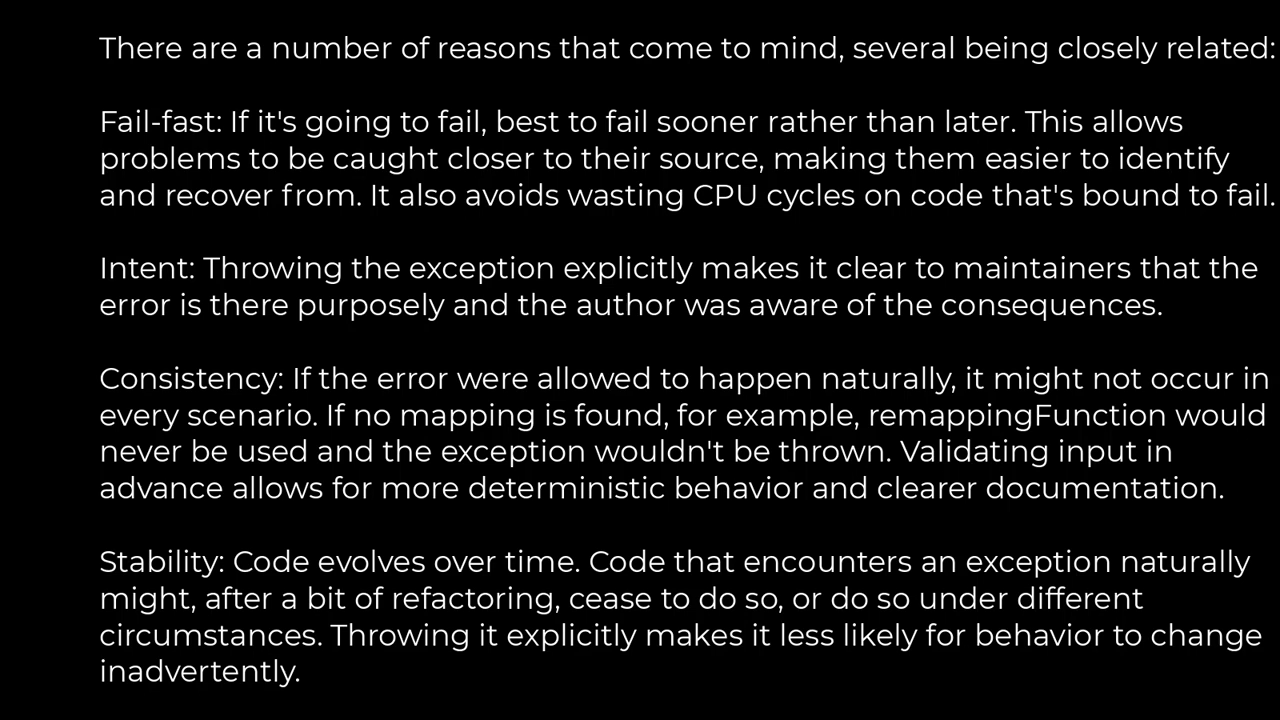 There are a number of reasons that come to mind, several being closely related:
Fail-fast: If it's going to fail, best to fail sooner rather than later. This allows
problems to be caught closer to their source, making them easier to identify
and recover from. It also avoids wasting CPU cycles on code that's bound to fail.
Intent: Throwing the exception explicitly makes it clear to maintainers that the
error is there purposely and the author was aware of the consequences.
Consistency: If the error were allowed to happen naturally, it might not occur in
every scenario. If no mapping is found, for example, remappingFunction would
never be used and the exception wouldn't be thrown. Validating input in
advance allows for more deterministic behavior and clearer documentation.
Stability: Code evolves over time. Code that encounters an exception naturally
might, after a bit of refactoring, cease to do so, or do so under different
circumstances. Throwing it explicitly makes it less likely for behavior to change
inadvertently.